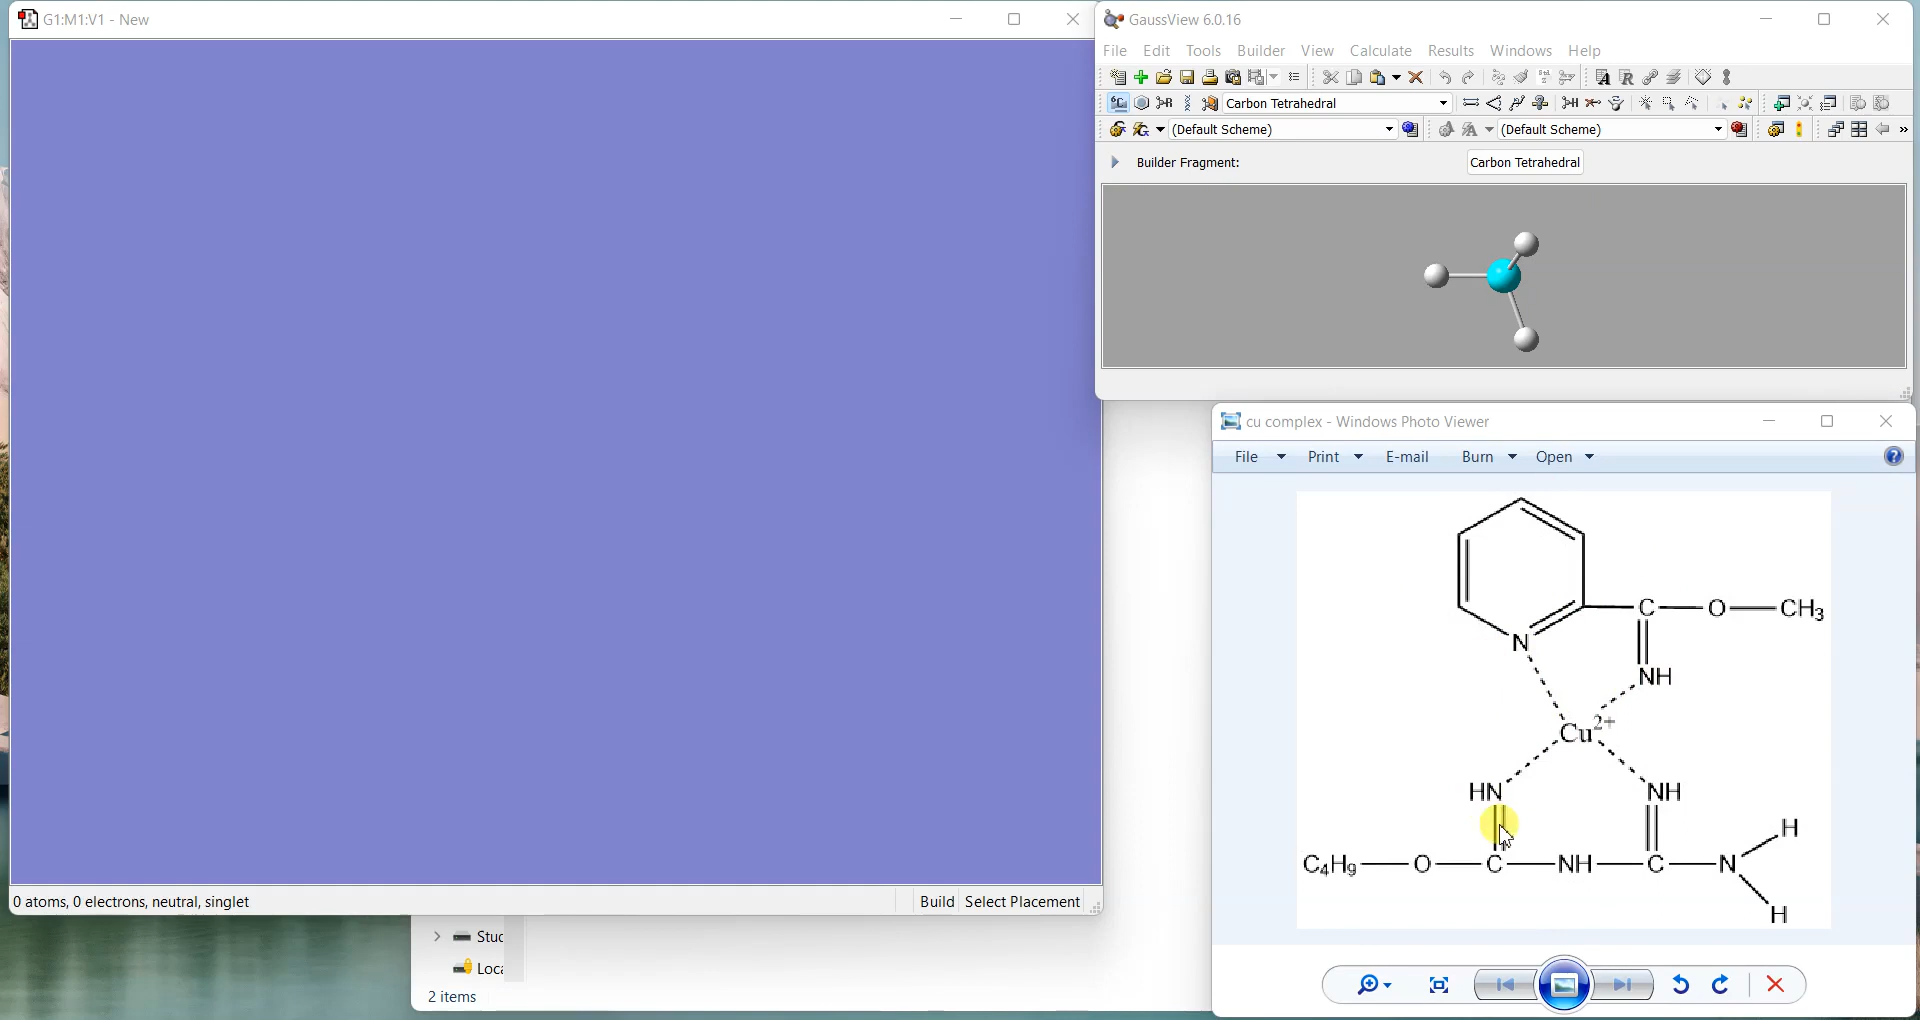 G1:M1:V1 - New
0 atoms, 0 electrons, neutral, singlet
Build
Select Placement
GaussView 6.0.16
File Edit Tools Builder View Calculate Results Windows Help
Carbon Tetrahedral
(Default Scheme)
(Default Scheme)
Builder Fragment:
Carbon Tetrahedral
cu complex - Windows Photo Viewer
File Print E-mail Burn Open
C O CH3
N
NH
Cu2+
HN NH
H
C4H9 O C NH C N
H
2 items